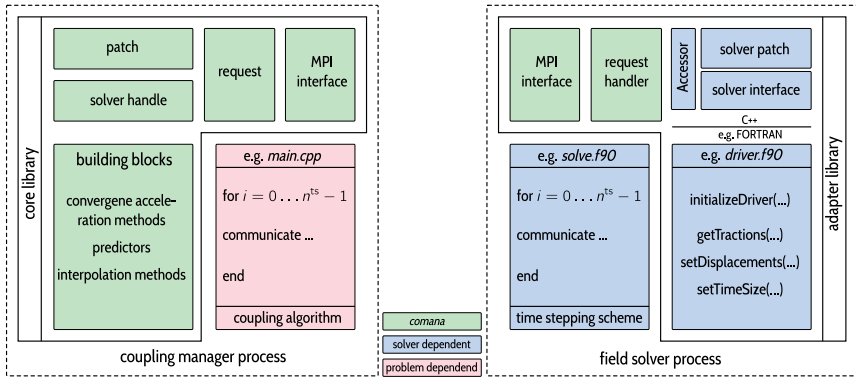 core library
patch
solver handle
request
MPI
interface
building blocks
convergene accele-
ration methods
predictors
interpolation methods
e.g. main.cpp
for i = 0 … n^ts − 1
communicate ...
end
coupling algorithm
coupling manager process
comana
solver dependent
problem dependend
MPI
interface
request
handler
Accessor
solver patch
solver interface
C++
e.g. FORTRAN
e.g. solve.f90
for i = 0 … n^ts − 1
communicate ...
end
time stepping scheme
e.g. driver.f90
initializeDriver(...)
getTractions(...)
setDisplacements(...)
setTimeSize(...)
adapter library
field solver process